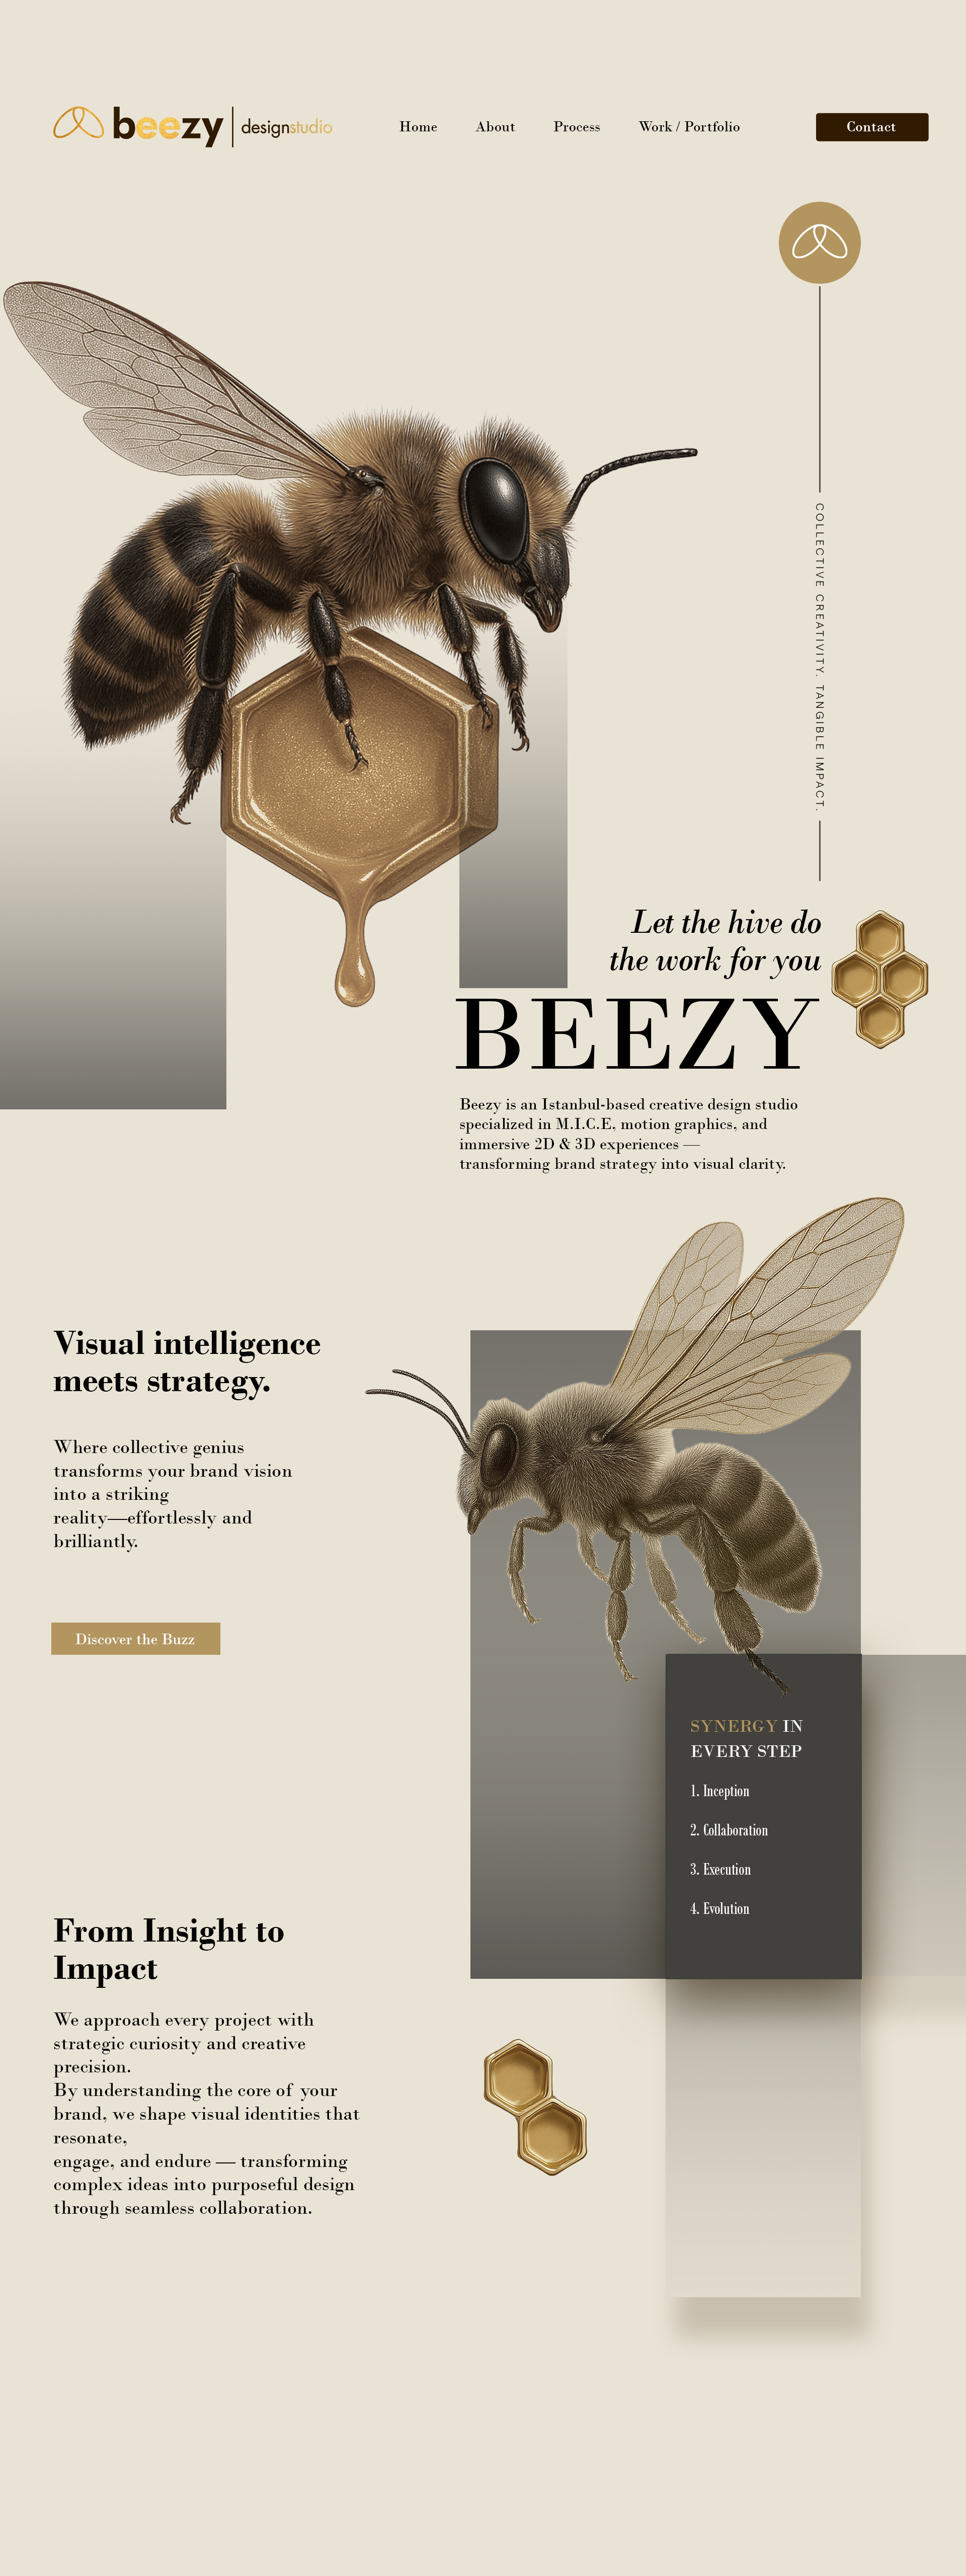 beezy designstudio
Home About Process Work / Portfolio Contact
COLLECTIVE CREATIVITY. TANGIBLE IMPACT.
Let the hive do
the work for you
BEEZY
Beezy is an Istanbul-based creative design studio
specialized in M.I.C.E, motion graphics, and
immersive 2D & 3D experiences —
transforming brand strategy into visual clarity.
Visual intelligence
meets strategy.
Where collective genius
transforms your brand vision
into a striking
reality—effortlessly and
brilliantly.
Discover the Buzz
SYNERGY IN
EVERY STEP
1. Inception
2. Collaboration
3. Execution
4. Evolution
From Insight to
Impact
We approach every project with
strategic curiosity and creative
precision.
By understanding the core of your
brand, we shape visual identities that
resonate,
engage, and endure — transforming
complex ideas into purposeful design
through seamless collaboration.